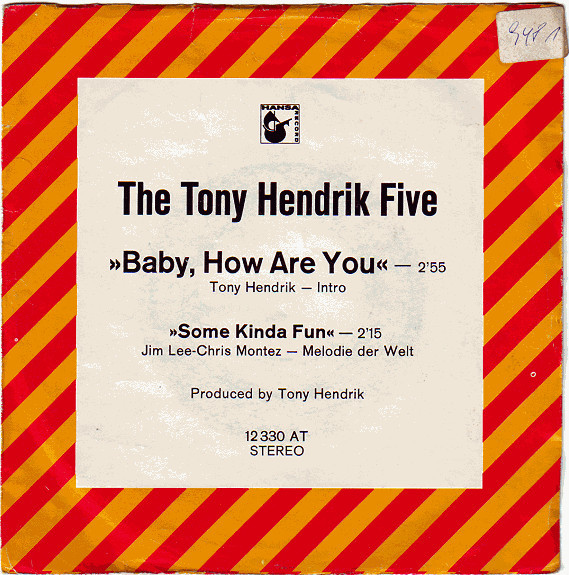 HANSA
RECORD
The Tony Hendrik Five
»Baby, How Are You« — 2'55
Tony Hendrik — Intro
»Some Kinda Fun« — 2'15
Jim Lee-Chris Montez — Melodie der Welt
Produced by Tony Hendrik
12 330 AT
STEREO